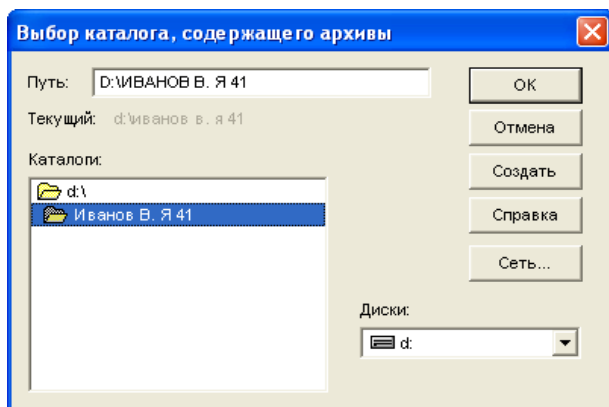 Выбор каталога, содержащего архивы
Путь: D:\ИВАНОВ В. Я 41
OK
Текущий: d:\иванов в. я 41
Отмена
Каталоги:
Создать
d:\
Иванов В. Я 41
Справка
Сеть...
Диски:
d: